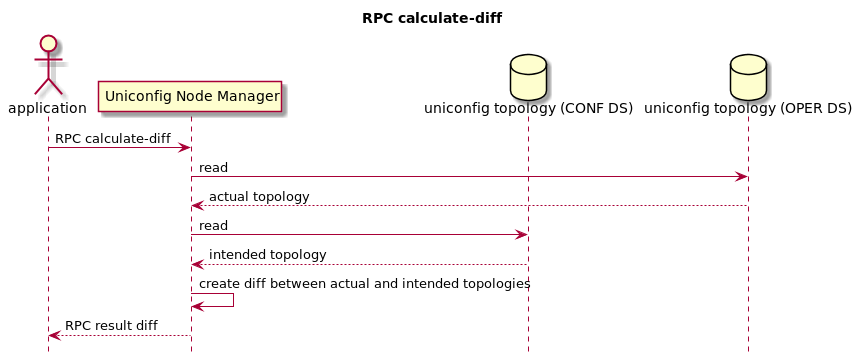 RPC calculate-diff
application
Uniconfig Node Manager
uniconfig topology (CONF DS)
uniconfig topology (OPER DS)
RPC calculate-diff
read
actual topology
read
intended topology
create diff between actual and intended topologies
RPC result diff